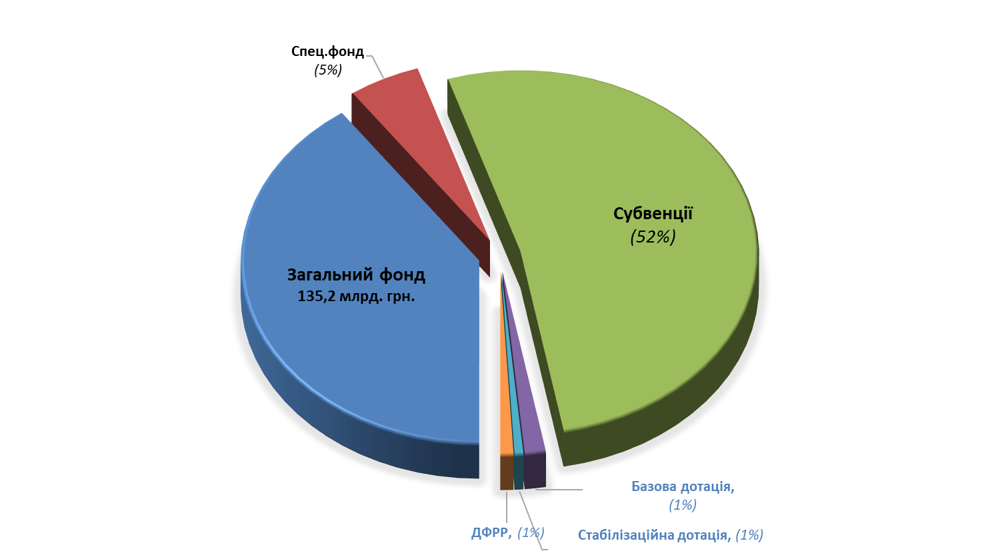 Спец.фонд
(5%)
Субвенції
(52%)
Загальний фонд
135,2 млрд. грн.
Базова дотація,
(1%)
ДФРР, (1%)
Стабілізаційна дотація, (1%)